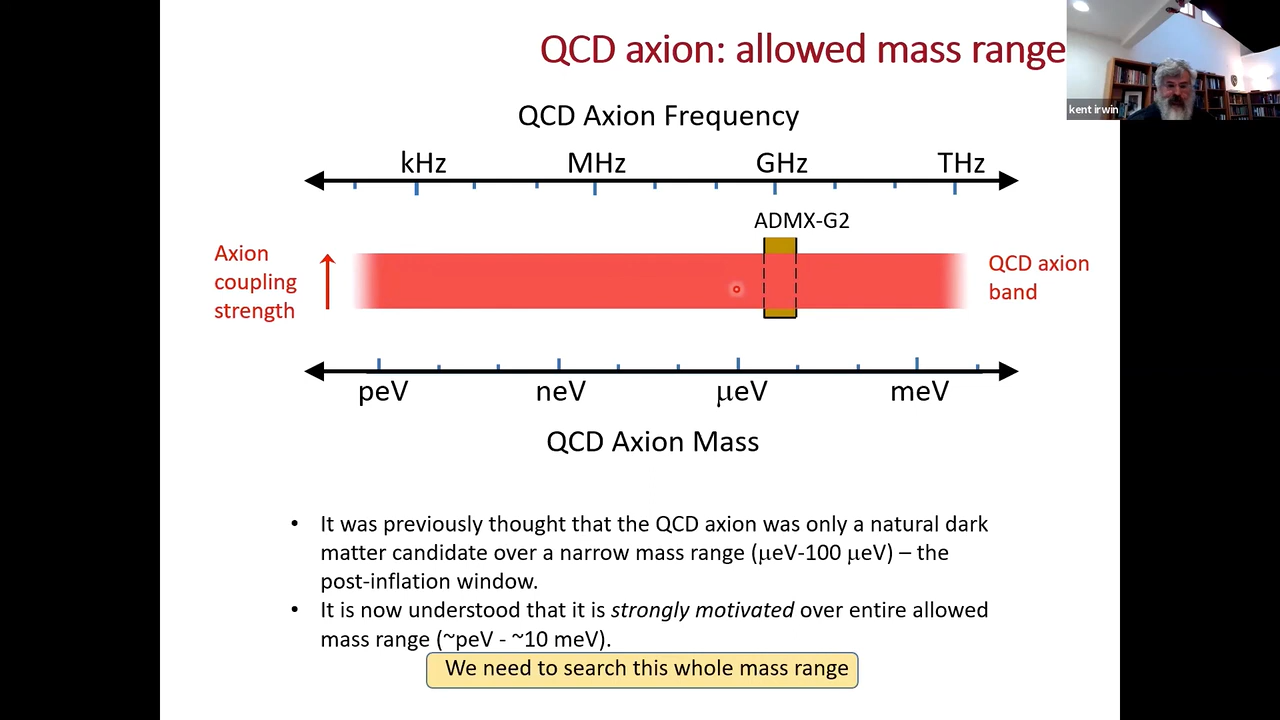 QCD axion: allowed mass range
kent irwin
QCD Axion Frequency
kHz MHz GHz THz
ADMX-G2
Axion
coupling
strength
QCD axion
band
peV neV μeV meV
QCD Axion Mass
• It was previously thought that the QCD axion was only a natural dark
matter candidate over a narrow mass range (μeV-100 μeV) – the
post-inflation window.
• It is now understood that it is strongly motivated over entire allowed
mass range (~peV - ~10 meV).
We need to search this whole mass range